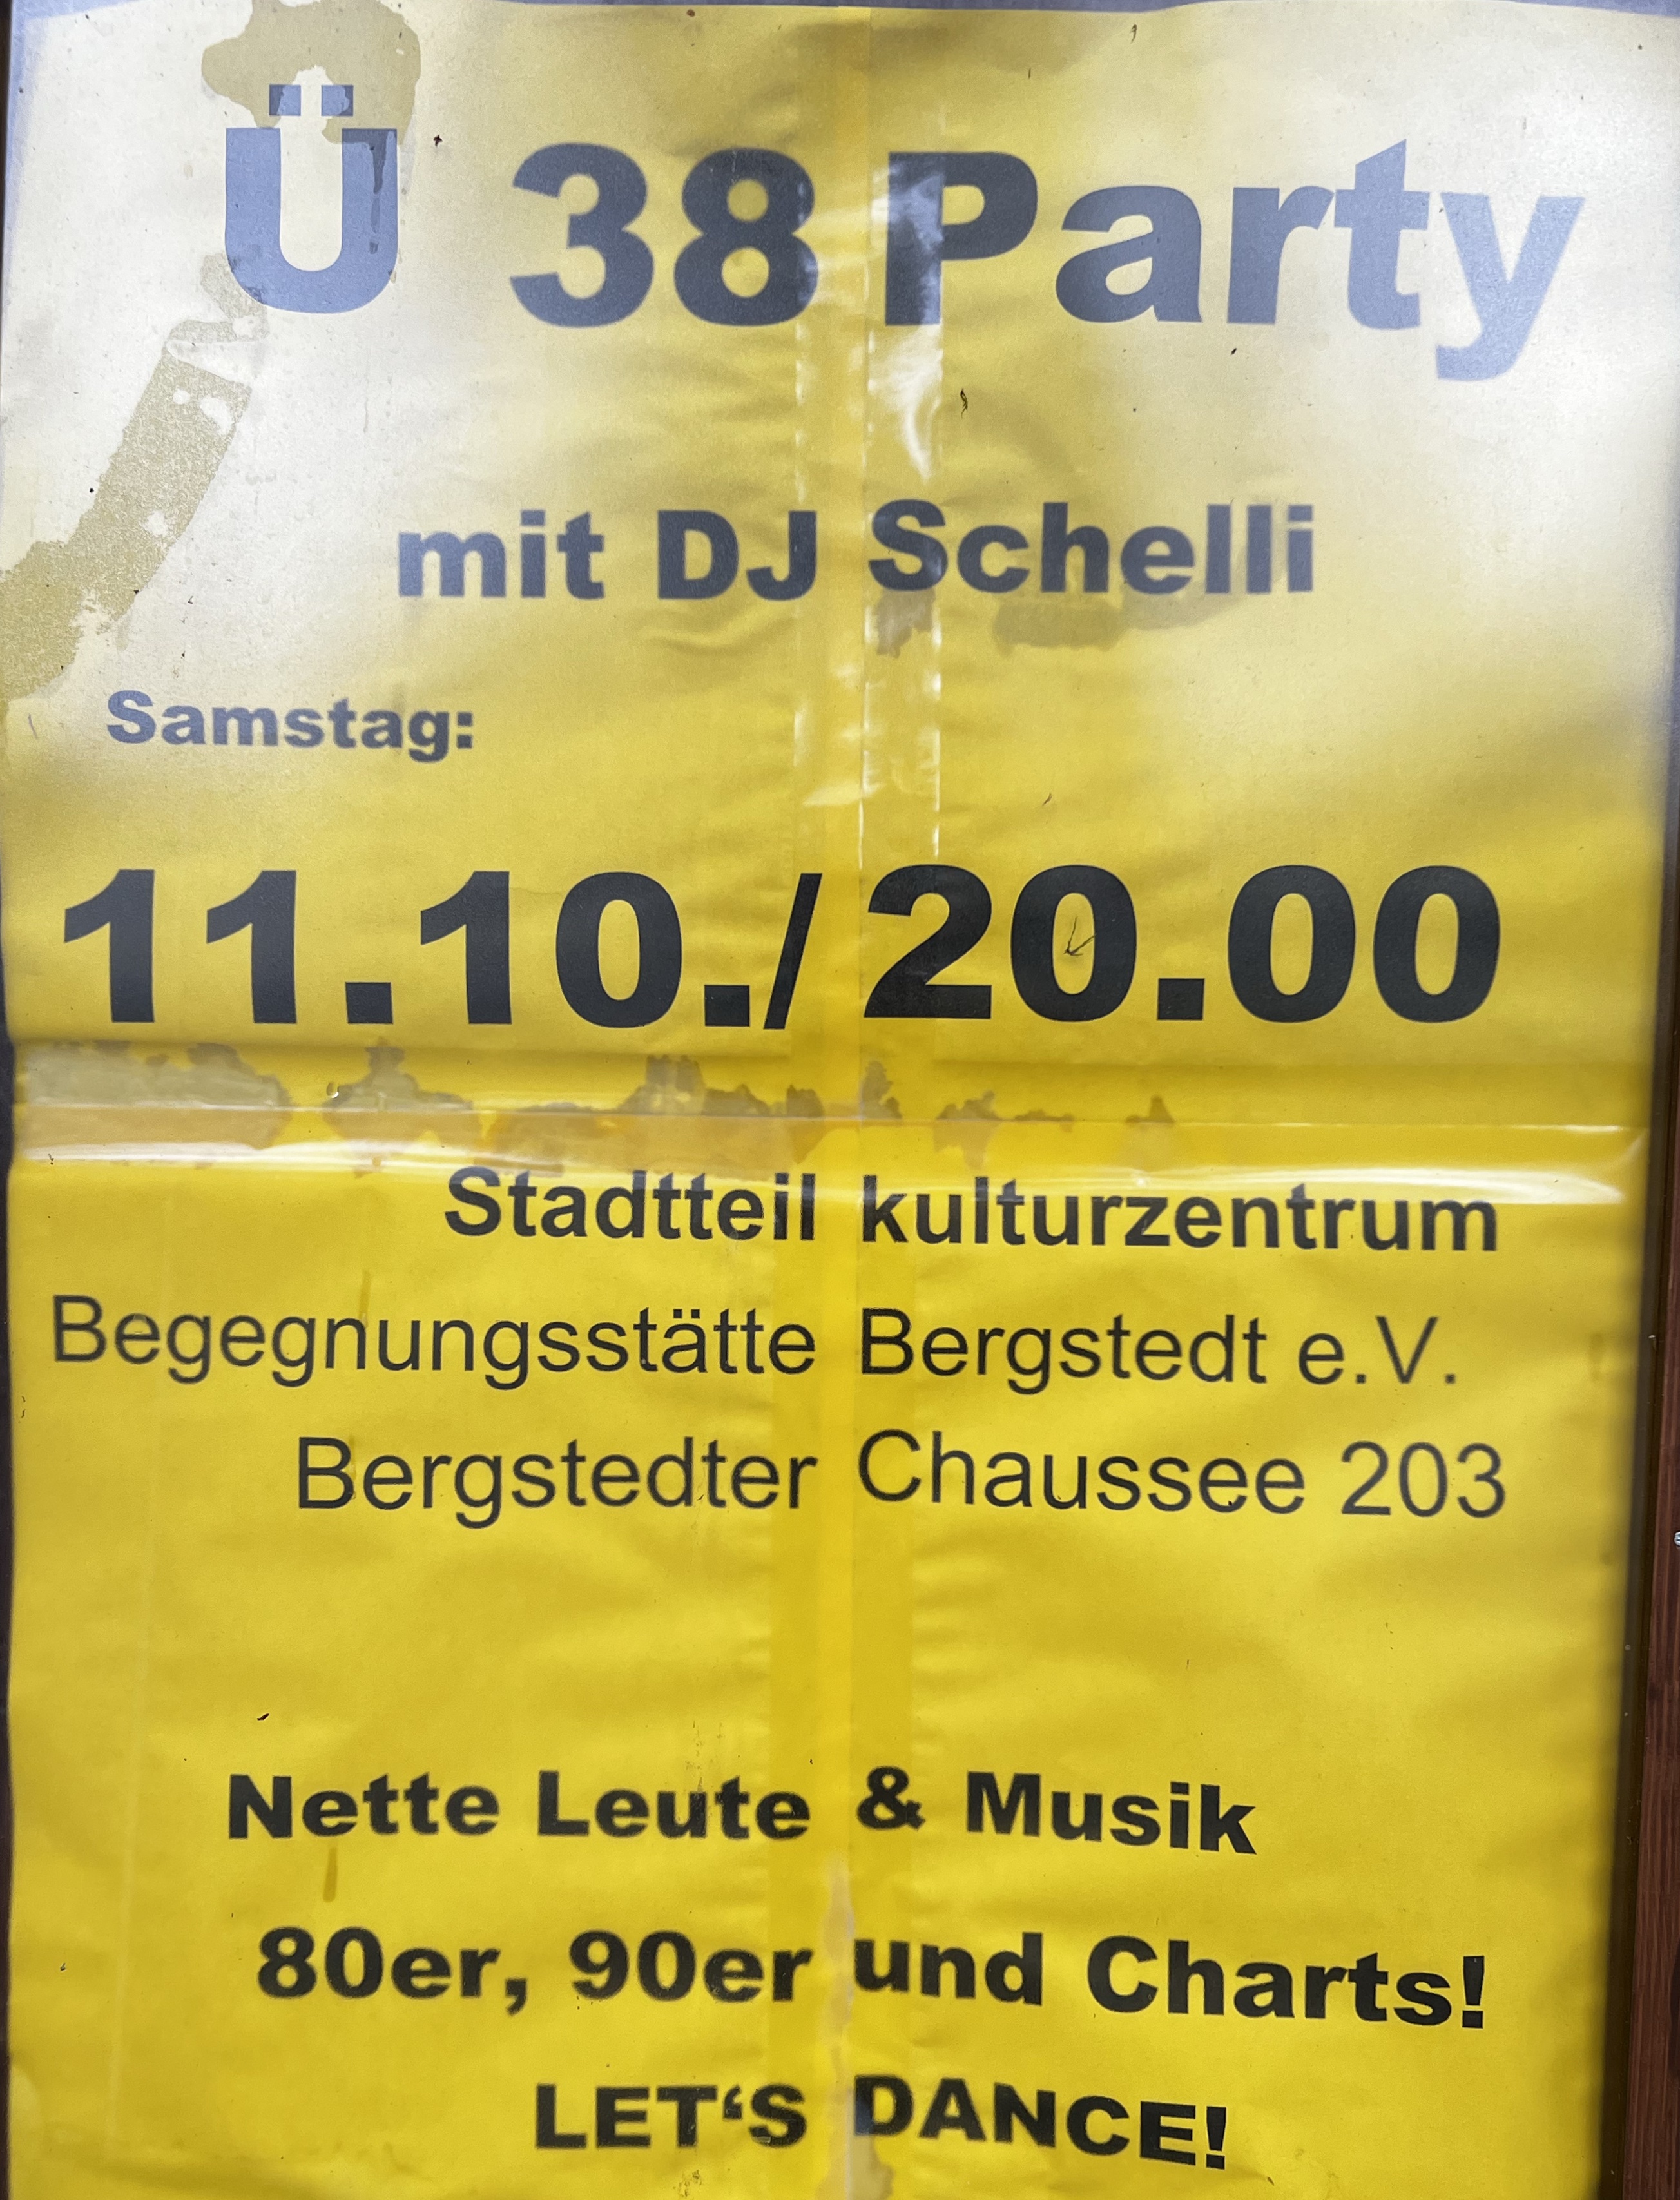 Ü 38 Party
mit DJ Schelli
Samstag:
11.10./20.00
Stadtteil kulturzentrum
Begegnungsstätte Bergstedt e.V.
Bergstedter Chaussee 203
Nette Leute & Musik
80er, 90er und Charts!
LET‘S DANCE!